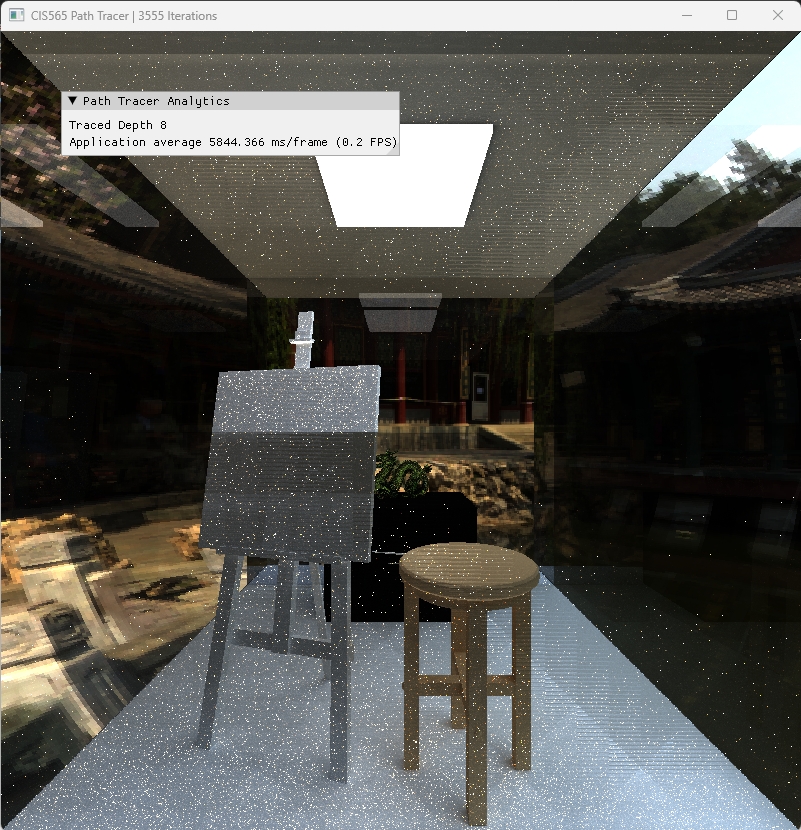 CIS565 Path Tracer | 3555 Iterations
Path Tracer Analytics
Traced Depth 8
Application average 5844.366 ms/frame (0.2 FPS)